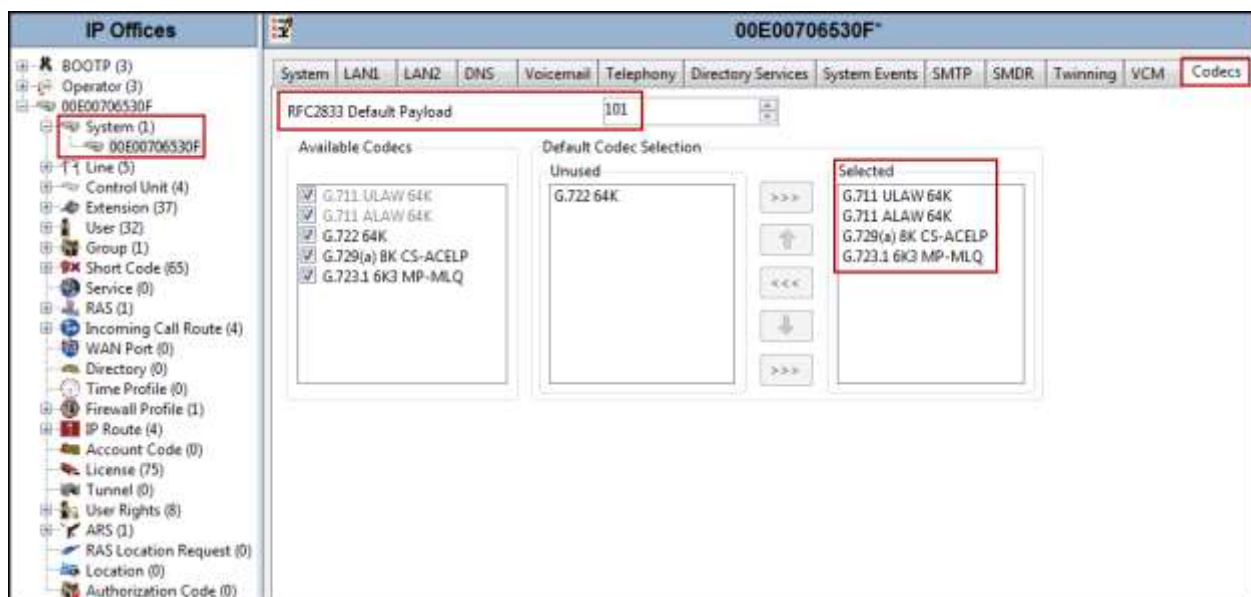 IP Offices
00E00706530F*
BOOTP (3)
Operator (3)
00E00706530F
System (1)
00E00706530F
Line (5)
Control Unit (4)
Extension (37)
User (32)
Group (1)
Short Code (65)
Service (0)
RAS (1)
Incoming Call Route (4)
WAN Port (0)
Directory (0)
Time Profile (0)
Firewall Profile (1)
IP Route (4)
Account Code (0)
License (75)
Tunnel (0)
User Rights (8)
ARS (1)
RAS Location Request (0)
Location (0)
Authorization Code (0)
System LAN1 LAN2 DNS Voicemail Telephony Directory Services System Events SMTP SMDR Twinning VCM Codecs
RFC2833 Default Payload 101
Available Codecs
G.711 ULAW 64K
G.711 ALAW 64K
G.722 64K
G.729(a) 8K CS-ACELP
G.723.1 6K3 MP-MLQ
Default Codec Selection
Unused
G.722 64K
>>>
<<<
>>>
Selected
G.711 ULAW 64K
G.711 ALAW 64K
G.729(a) 8K CS-ACELP
G.723.1 6K3 MP-MLQ